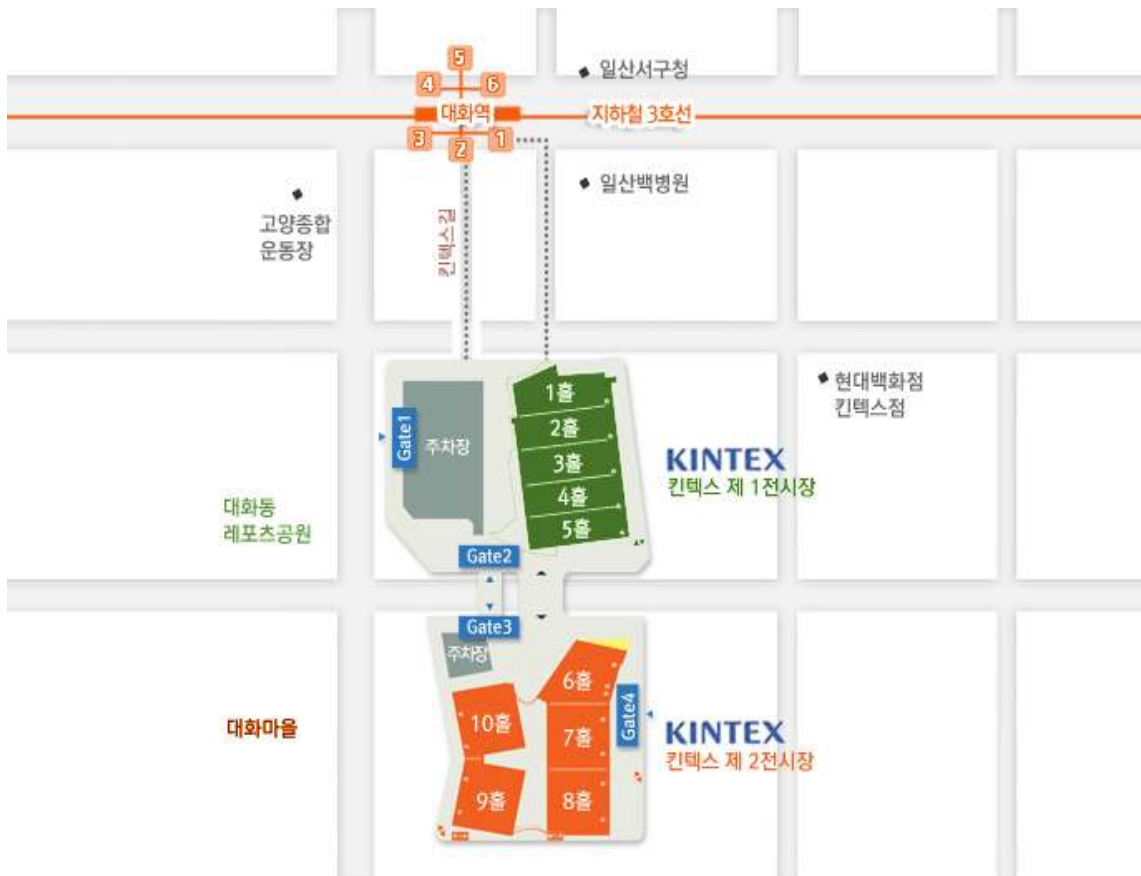 5
4
6
일산서구청
대화역
지하철 3호선
3
2
1
일산백병원
고양종합
운동장
킨텍스길
현대백화점
킨텍스점
1홀
2홀
3홀
4홀
5홀
Gate1
주차장
KINTEX
킨텍스 제 1전시장
대화동
레포츠공원
Gate2
Gate3
주차장
6홀
10홀
7홀
Gate4
9홀
8홀
대화마을
KINTEX
킨텍스 제 2전시장